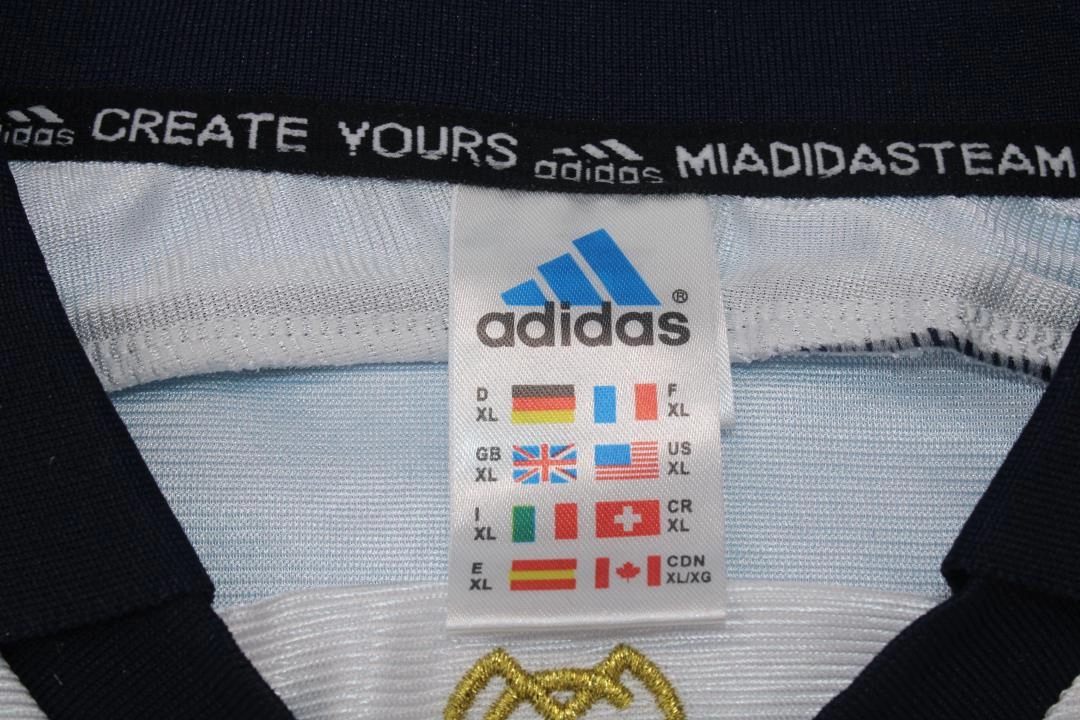 adidas CREATE YOURS adidas MIADIDASTEAM
adidas®
D XL F XL
GB XL US XL
I XL CR XL
E XL CDN XL/XG